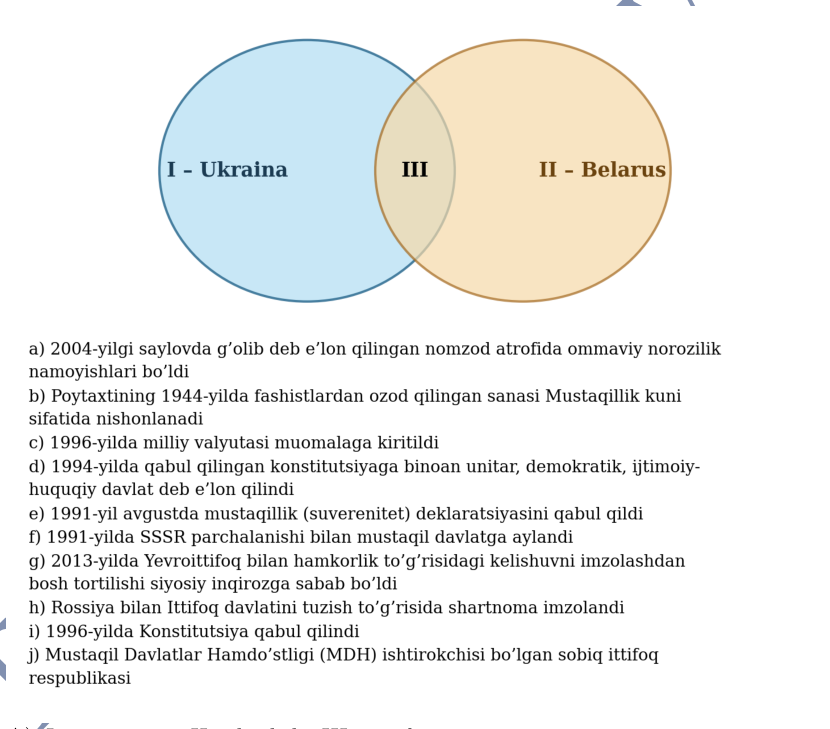 I – Ukraina
III
II – Belarus
a) 2004-yilgi saylovda g’olib deb e’lon qilingan nomzod atrofida ommaviy norozilik
namoyishlari bo’ldi
b) Poytaxtining 1944-yilda fashistlardan ozod qilingan sanasi Mustaqillik kuni
sifatida nishonlanadi
c) 1996-yilda milliy valyutasi muomalaga kiritildi
d) 1994-yilda qabul qilingan konstitutsiyaga binoan unitar, demokratik, ijtimoiy-
huquqiy davlat deb e’lon qilindi
e) 1991-yil avgustda mustaqillik (suverenitet) deklaratsiyasini qabul qildi
f) 1991-yilda SSSR parchalanishi bilan mustaqil davlatga aylandi
g) 2013-yilda Yevroittifoq bilan hamkorlik to’g’risidagi kelishuvni imzolashdan
bosh tortilishi siyosiy inqirozga sabab bo’ldi
h) Rossiya bilan Ittifoq davlatini tuzish to’g’risida shartnoma imzolandi
i) 1996-yilda Konstitutsiya qabul qilindi
j) Mustaqil Davlatlar Hamdo’stligi (MDH) ishtirokchisi bo’lgan sobiq ittifoq
respublikasi